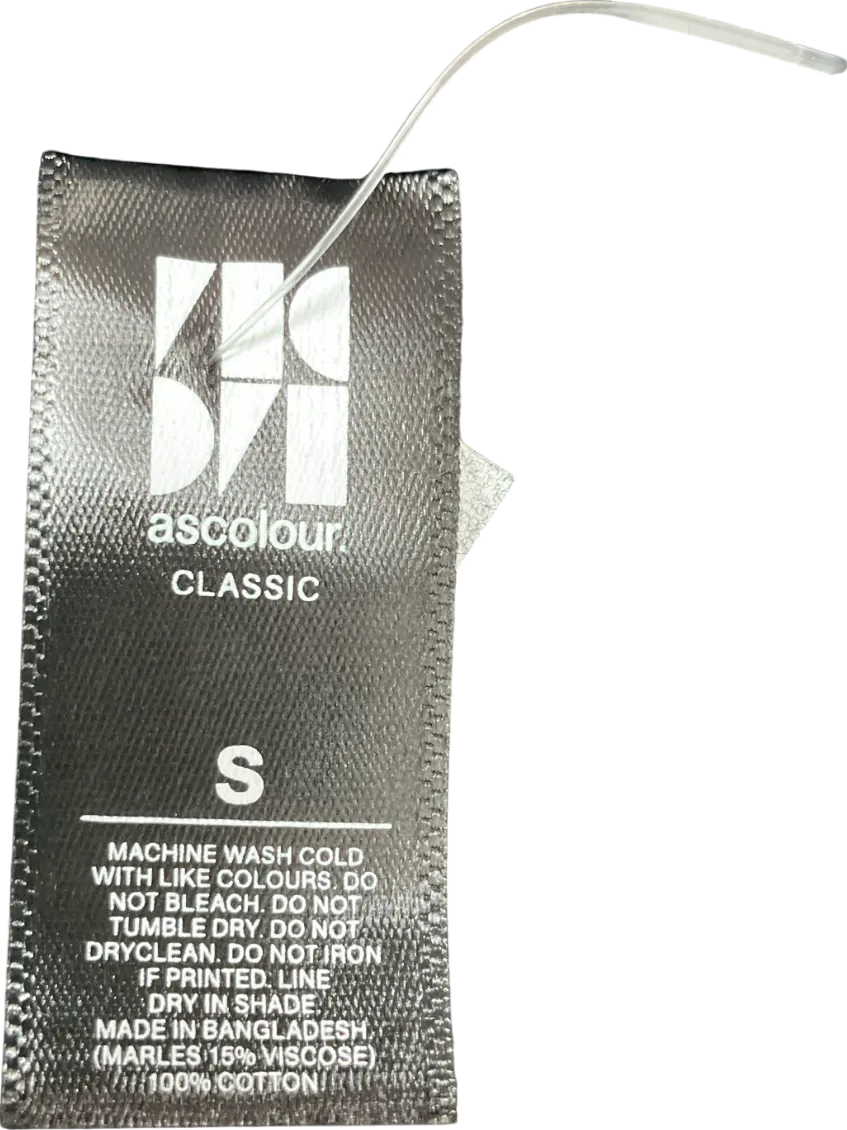 ascolour.
CLASSIC
S
MACHINE WASH COLD
WITH LIKE COLOURS. DO
NOT BLEACH. DO NOT
TUMBLE DRY. DO NOT
DRYCLEAN. DO NOT IRON
IF PRINTED. LINE
DRY IN SHADE
MADE IN BANGLADESH
(MARLES 15% VISCOSE)
100% COTTON